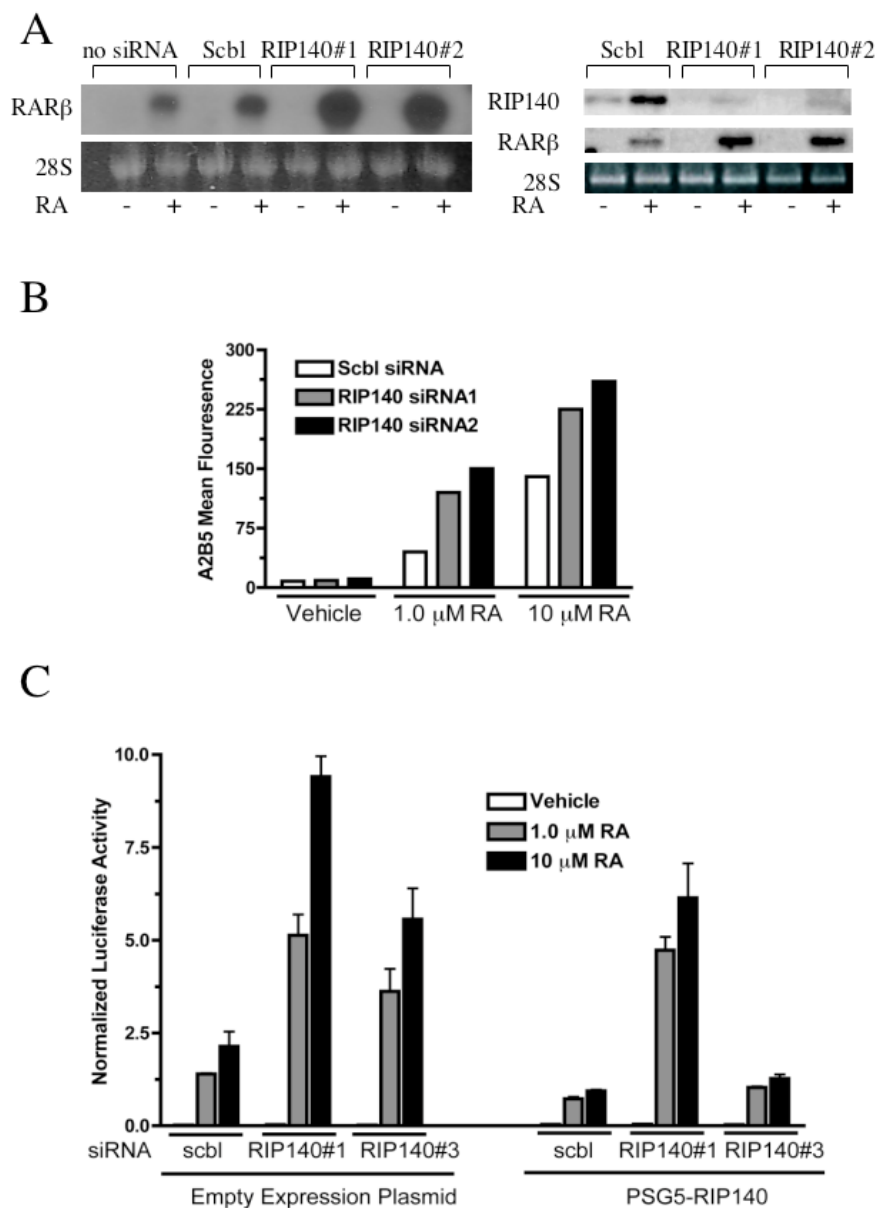 A
no siRNA Scbl RIP140#1 RIP140#2
RARβ
28S
RA - + - + - + - +
Scbl RIP140#1 RIP140#2
RIP140
RARβ
28S
RA - + - + - +
B
A2B5 Mean Flouresence
300
225
150
75
0
Scbl siRNA
RIP140 siRNA1
RIP140 siRNA2
Vehicle 1.0 μM RA 10 μM RA
C
Normalized Luciferase Activity
10.0
7.5
5.0
2.5
0.0
Vehicle
1.0 μM RA
10 μM RA
siRNA scbl RIP140#1 RIP140#3 scbl RIP140#1 RIP140#3
Empty Expression Plasmid PSG5-RIP140